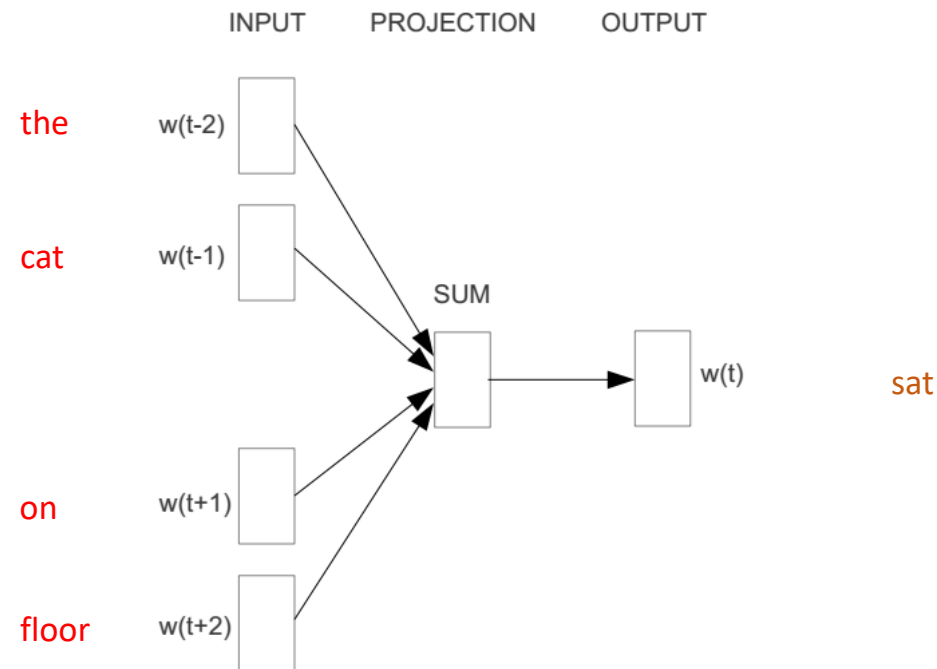 INPUT PROJECTION OUTPUT
the w(t-2)
cat w(t-1)
SUM
w(t) sat
on w(t+1)
floor w(t+2)